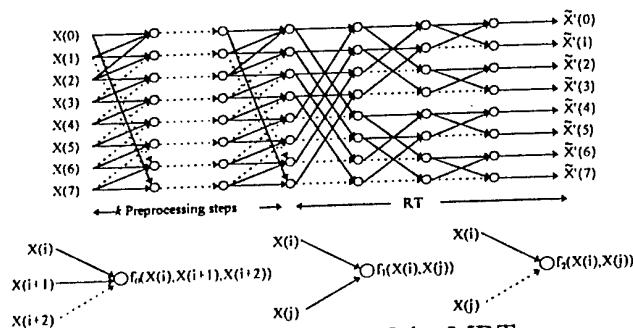 X(0)
X(1)
X(2)
X(3)
X(4)
X(5)
X(6)
X(7)
X̃'(0)
X̃'(1)
X̃'(2)
X̃'(3)
X̃'(4)
X̃'(5)
X̃'(6)
X̃'(7)
k Preprocessing steps
RT
X(i)
X(i+1)
X(i+2)
f₀(X(i),X(i+1),X(i+2))
X(i)
X(j)
f₁(X(i),X(j))
X(i)
X(j)
f₂(X(i),X(j))